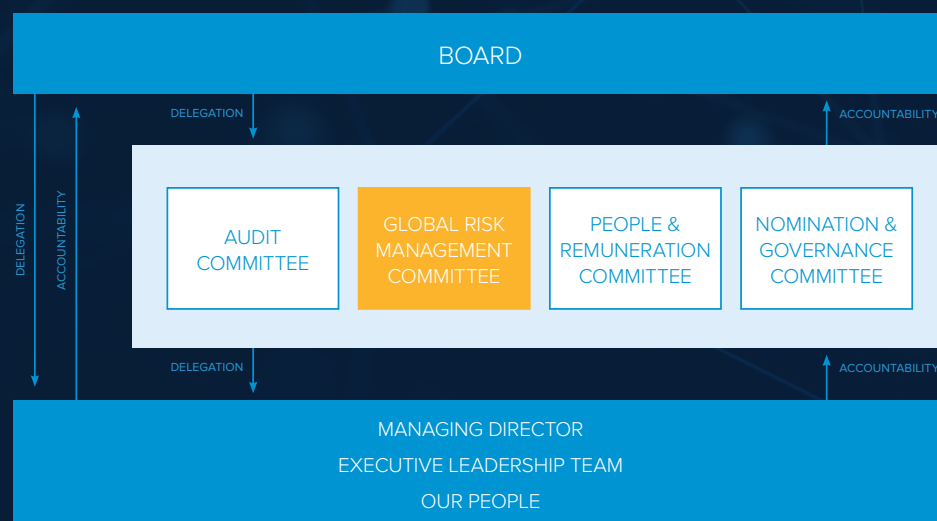 BOARD
DELEGATION
ACCOUNTABILITY
DELEGATION
ACCOUNTABILITY
AUDIT
COMMITTEE
GLOBAL RISK
MANAGEMENT
COMMITTEE
PEOPLE &
REMUNERATION
COMMITTEE
NOMINATION &
GOVERNANCE
COMMITTEE
DELEGATION
ACCOUNTABILITY
MANAGING DIRECTOR
EXECUTIVE LEADERSHIP TEAM
OUR PEOPLE